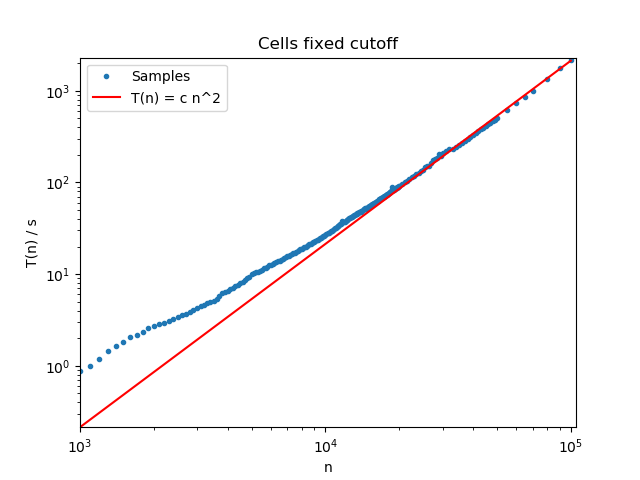 Cells fixed cutoff
Samples
T(n) = c n^2
T(n) / s
10^3
10^2
10^1
10^0
10^3
10^4
10^5
n